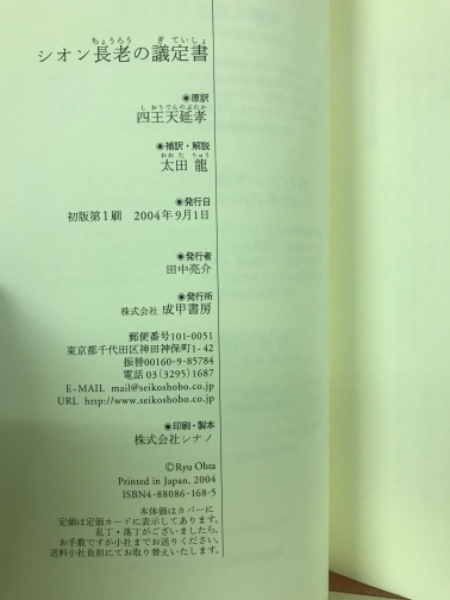 ちょうろう ぎていしょ
シオン長老の議定書
◉原訳
しおうでんのぶたか
四王天延孝
◉補訳・解説
おおた りゅう
太田 龍
◉発行日
初版第1刷 2004年9月1日
◉発行者
田中亮介
◉発行所
株式会社 成甲書房
郵便番号101-0051
東京都千代田区神田神保町1-42
振替00160-9-85784
電話 03(3295)1687
E-MAIL mail@seikoshobo.co.jp
URL http://www.seikoshobo.co.jp
◉印刷・製本
株式会社シナノ
©Ryu Ohta
Printed in Japan, 2004
ISBN4-88086-168-5
本体価はカバーに
定価は定価カードに表示してあります。
乱丁・落丁がございましたら、
お手数ですが小社までお送りください。
送料小社負担にてお取り替えいたします。